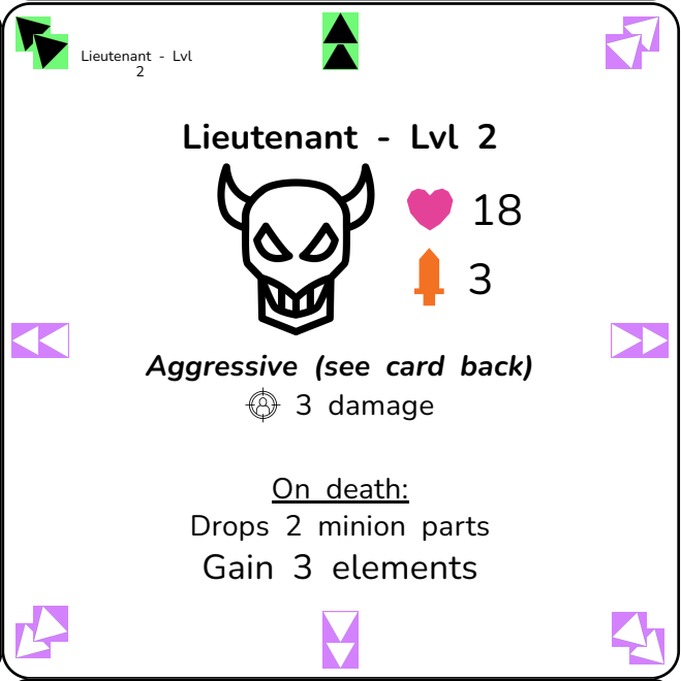 Lieutenant - Lvl
2
Lieutenant - Lvl 2
18
3
Aggressive (see card back)
3 damage
On death:
Drops 2 minion parts
Gain 3 elements